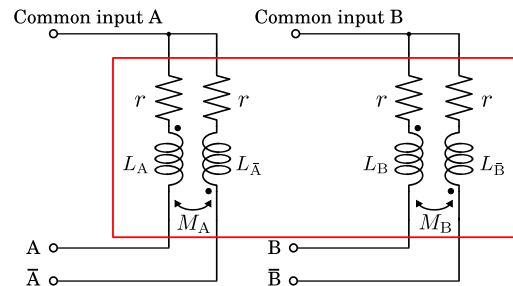 Common input A Common input B
r r r r
L_A L_Ā L_B L_B̄
M_A M_B
A B
Ā B̄